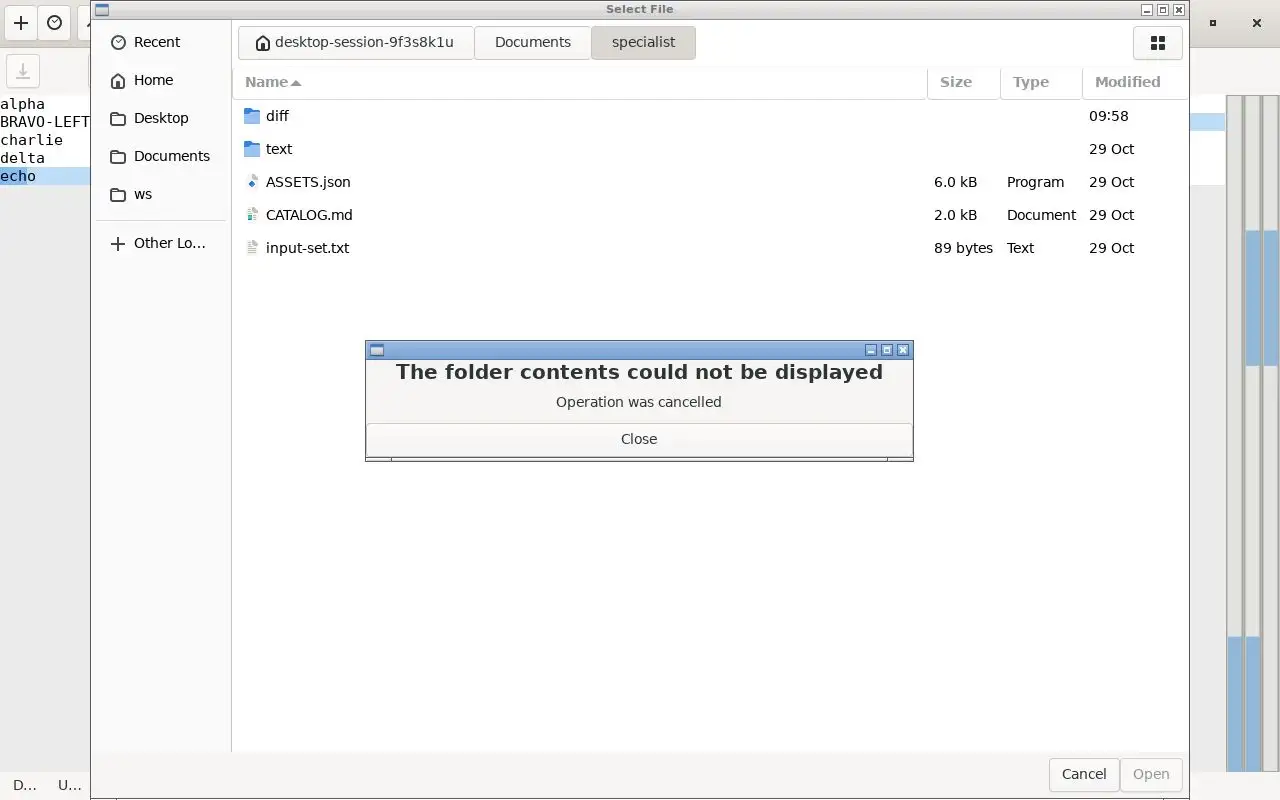 Select File
Recent
Home
Desktop
Documents
ws
Other Lo...
desktop-session-9f3s8k1u Documents specialist
Name Size Type Modified
diff 09:58
text 29 Oct
ASSETS.json 6.0 kB Program 29 Oct
CATALOG.md 2.0 kB Document 29 Oct
input-set.txt 89 bytes Text 29 Oct
alpha
BRAVO-LEFT
charlie
delta
echo
The folder contents could not be displayed
Operation was cancelled
Close
Cancel Open
D... U...